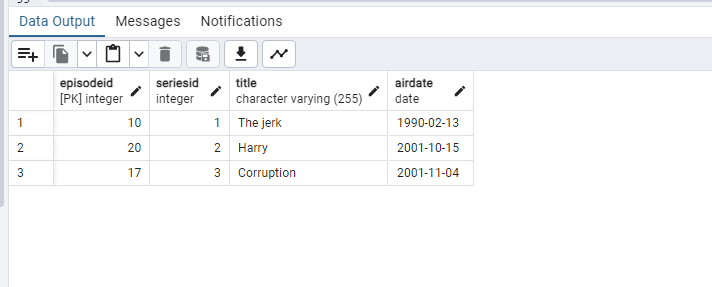 Data Output Messages Notifications
episodeid seriesid title airdate
[PK] integer integer character varying (255) date
1 10 1 The jerk 1990-02-13
2 20 2 Harry 2001-10-15
3 17 3 Corruption 2001-11-04